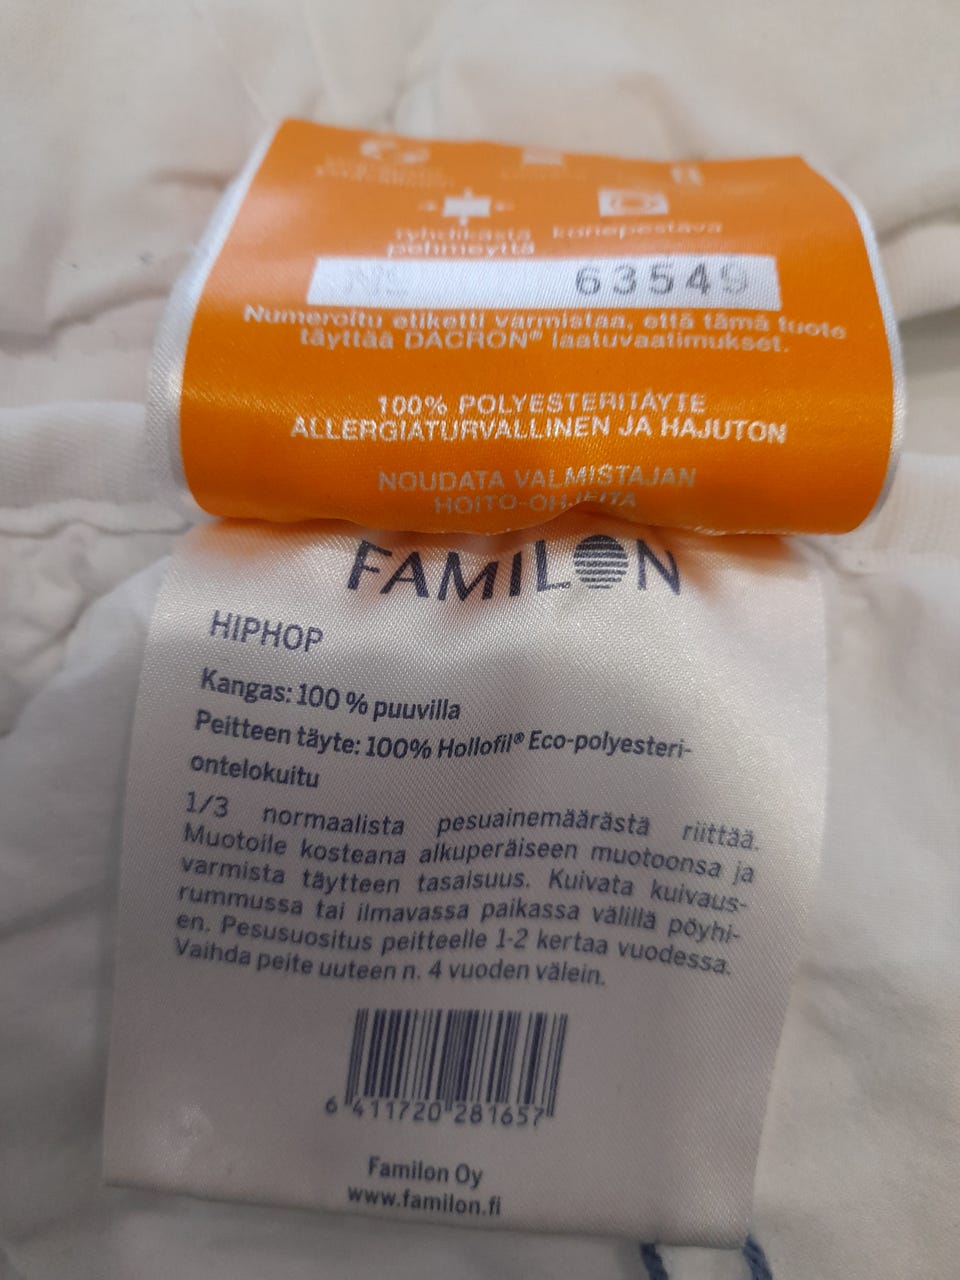 ryhdikästä konepestävä
pehmeyttä
63549
Numeroitu etiketti varmistaa, että tämä tuote
täyttää DACRON® laatuvaatimukset.
100% POLYESTERITÄYTE
ALLERGIATURVALLINEN JA HAJUTON
NOUDATA VALMISTAJAN
HOITO-OHJEITA
FAMILON
HIPHOP
Kangas: 100 % puuvilla
Peitteen täyte: 100% Hollofil® Eco-polyesteri-
ontelokuitu
1/3 normaalista pesuainemäärästä riittää.
Muotoile kosteana alkuperäiseen muotoonsa ja
varmista täytteen tasaisuus. Kuivata kuivaus-
rummussa tai ilmavassa paikassa välillä pöyhi-
en. Pesusuositus peitteelle 1-2 kertaa vuodessa.
Vaihda peite uuteen n. 4 vuoden välein.
6 411720 281657
Familon Oy
www.familon.fi